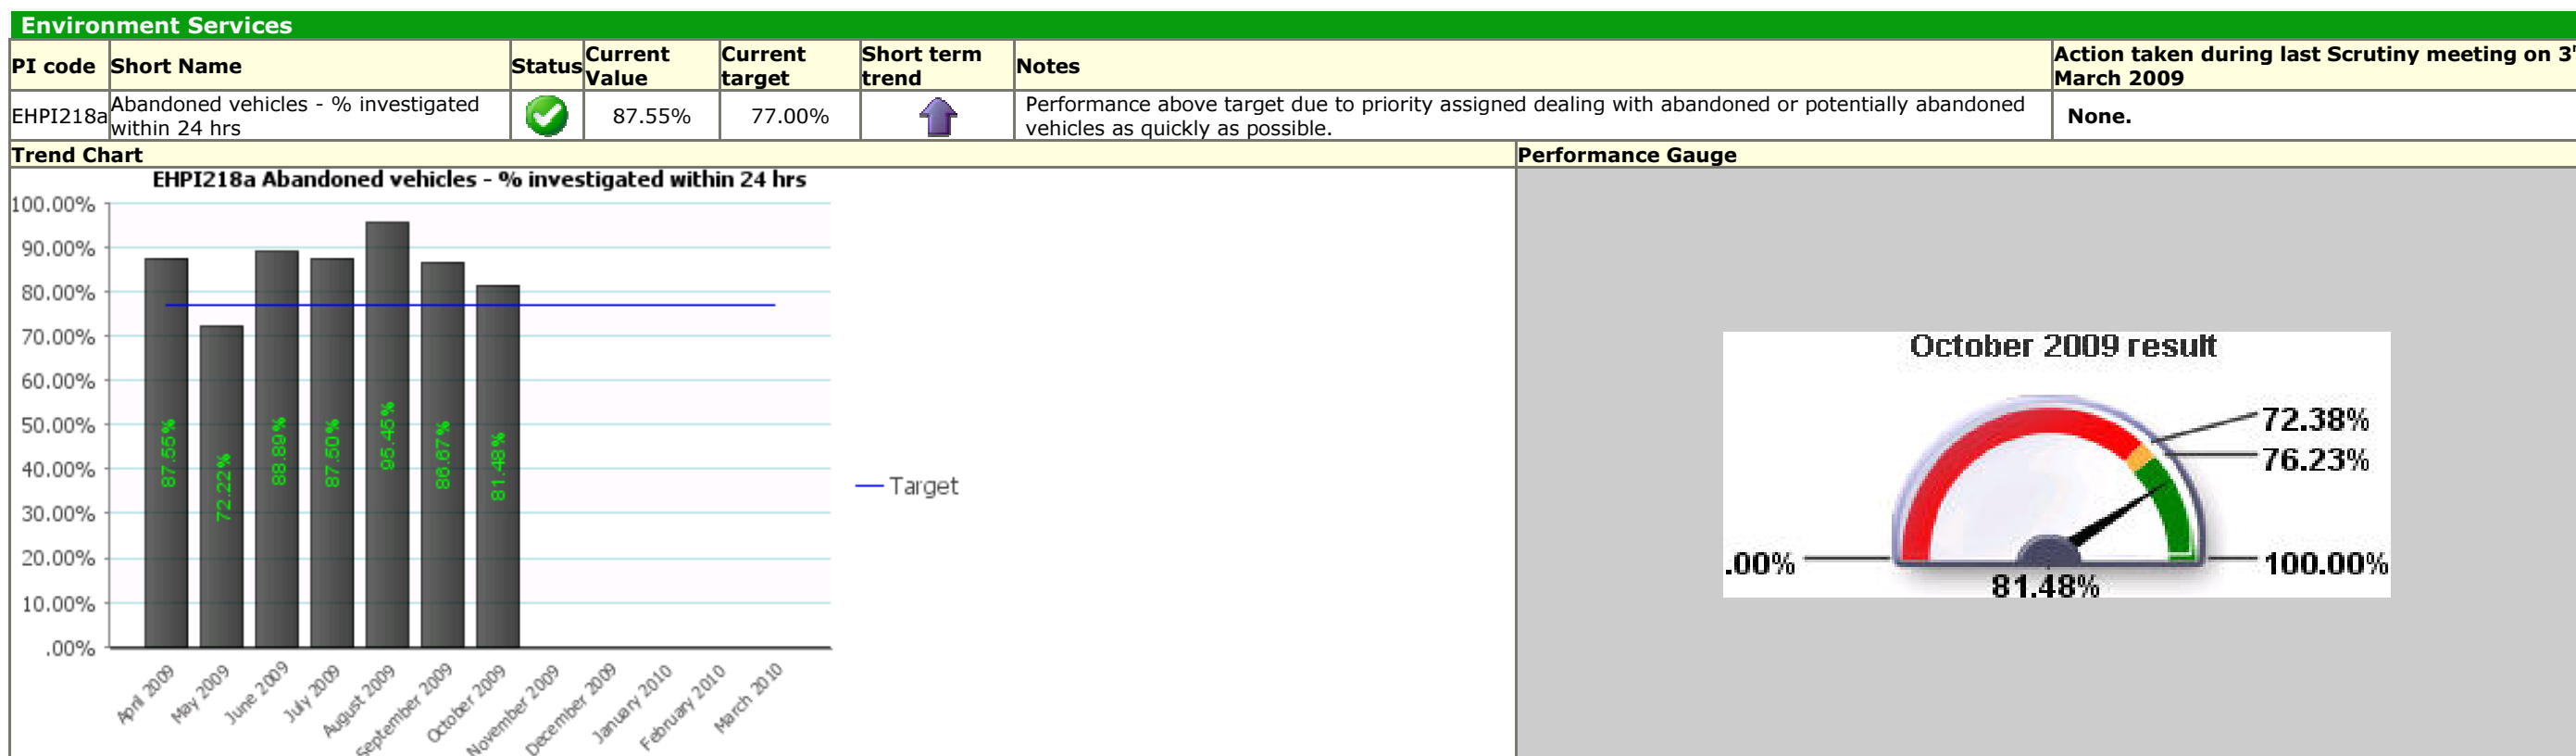 Environment Services
PI code Short Name Status Current Value Current target Short term trend Notes Action taken during last Scrutiny meeting on 3
March 2009
EHPI218a Abandoned vehicles - % investigated within 24 hrs 87.55% 77.00% Performance above target due to priority assigned dealing with abandoned or potentially abandoned
vehicles as quickly as possible. None.
Trend Chart Performance Gauge
EHPI218a Abandoned vehicles - % investigated within 24 hrs
100.00%
90.00%
80.00%
70.00%
60.00%
50.00%
40.00%
30.00%
20.00%
10.00%
.00%
87.55%
72.22%
88.89%
87.50%
95.45%
86.67%
81.48%
April 2009
May 2009
June 2009
July 2009
August 2009
September 2009
October 2009
November 2009
December 2009
January 2010
February 2010
March 2010
Target
October 2009 result
72.38%
76.23%
.00%
100.00%
81.48%